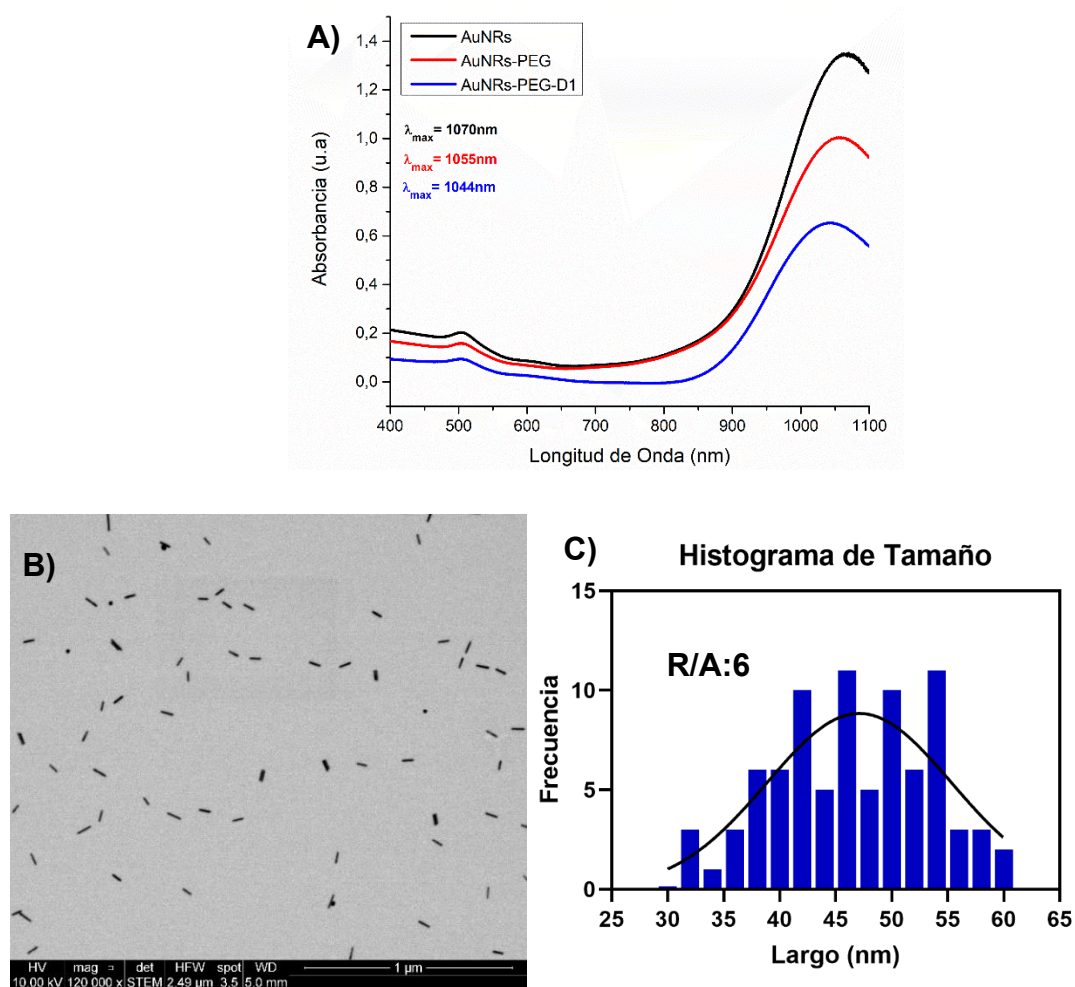 A)
AuNRs
AuNRs-PEG
AuNRs-PEG-D1
λmax= 1070nm
λmax= 1055nm
λmax= 1044nm
Absorbancia (u.a)
1,4
1,2
1,0
0,8
0,6
0,4
0,2
0,0
400 500 600 700 800 900 1000 1100
Longitud de Onda (nm)
B)
HV mag det HFW spot WD
10.00 kV 120 000 x STEM 2.49 µm 3.5 5.0 mm
1 µm
C)
Histograma de Tamaño
R/A:6
Frecuencia
15
10
5
0
25 30 35 40 45 50 55 60 65
Largo (nm)